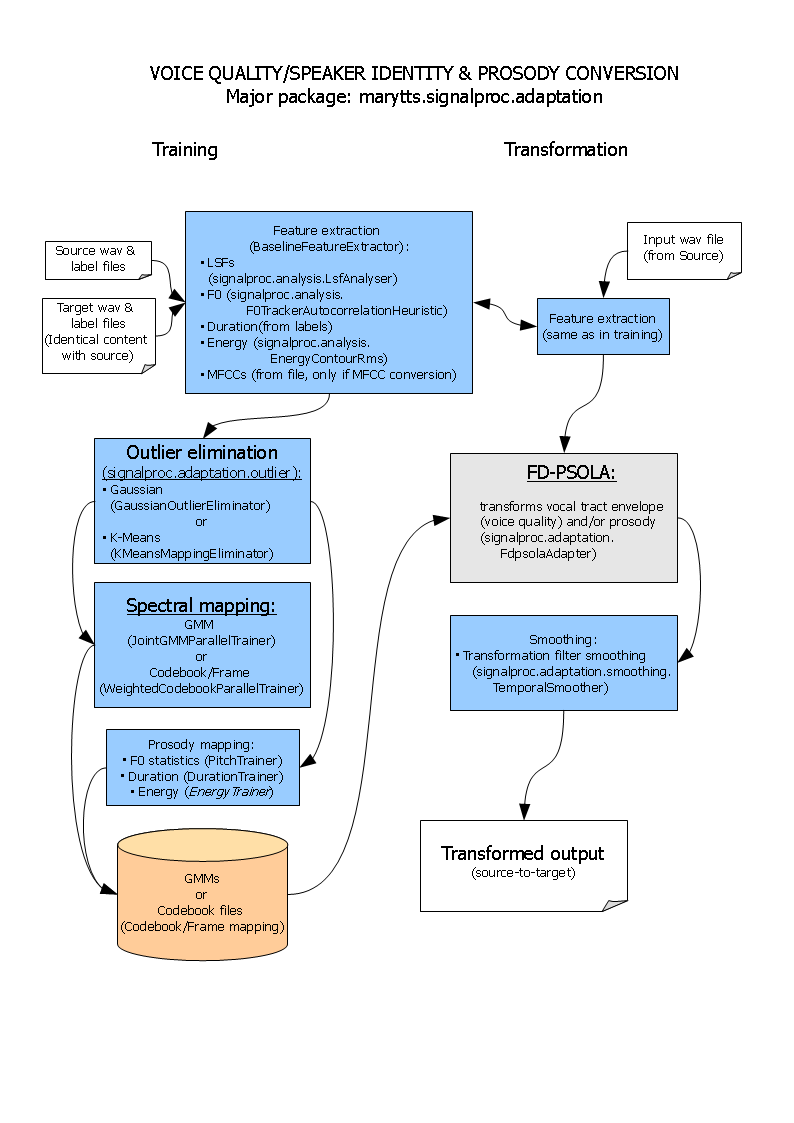 VOICE QUALITY/SPEAKER IDENTITY & PROSODY CONVERSION
Major package: marytts.signalproc.adaptation
Training
Transformation
Source wav &
label files
Target wav &
label files
(Identical content
with source)
Feature extraction
(BaselineFeatureExtractor):
• LSFs
(signalproc.analysis.LsfAnalyser)
• F0 (signalproc.analysis.
F0TrackerAutocorrelationHeuristic)
• Duration(from labels)
• Energy (signalproc.analysis.
EnergyContourRms)
• MFCCs (from file, only if MFCC conversion)
Input wav file
(from Source)
Feature extraction
(same as in training)
Outlier elimination
(signalproc.adaptation.outlier):
• Gaussian
(GaussianOutlierEliminator)
or
• K-Means
(KMeansMappingEliminator)
Spectral mapping:
GMM
(JointGMMParallelTrainer)
or
Codebook/Frame
(WeightedCodebookParallelTrainer)
Prosody mapping:
• F0 statistics (PitchTrainer)
• Duration (DurationTrainer)
• Energy (EnergyTrainer)
GMMs
or
Codebook files
(Codebook/Frame mapping)
FD-PSOLA:
transforms vocal tract envelope
(voice quality) and/or prosody
(signalproc.adaptation.
FdpsolaAdapter)
Smoothing:
• Transformation filter smoothing
(signalproc.adaptation.smoothing.
TemporalSmoother)
Transformed output
(source-to-target)